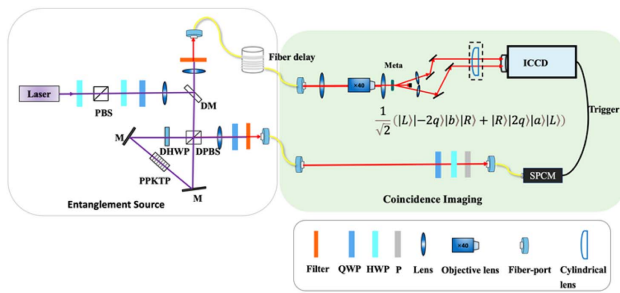 Fiber delay
Laser
PBS
DM
M
DHWP
DPBS
PPKTP
M
Entanglement Source
×40
Meta
ICCD
Trigger
1/√2 (|L⟩|−2q⟩|b⟩|R⟩ + |R⟩|2q⟩|a⟩|L⟩)
SPCM
Coincidence Imaging
×40
Filter
QWP
HWP
P
Lens
Objective lens
Fiber-port
Cylindrical
lens